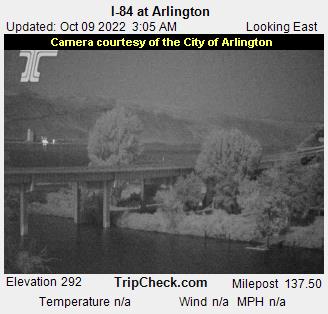 I-84 at Arlington
Updated: Oct 09 2022 3:05 AM Looking East
Camera courtesy of the City of Arlington
Elevation 292 TripCheck.com Milepost 137.50
Temperature n/a Wind n/a MPH n/a